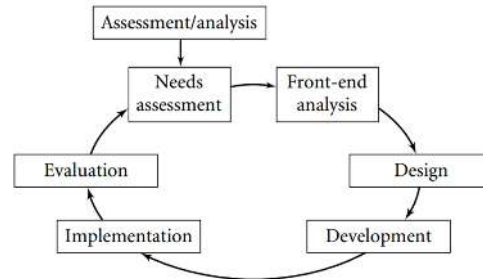 Assessment/analysis
Needs
assessment
Front-end
analysis
Evaluation
Design
Implementation
Development